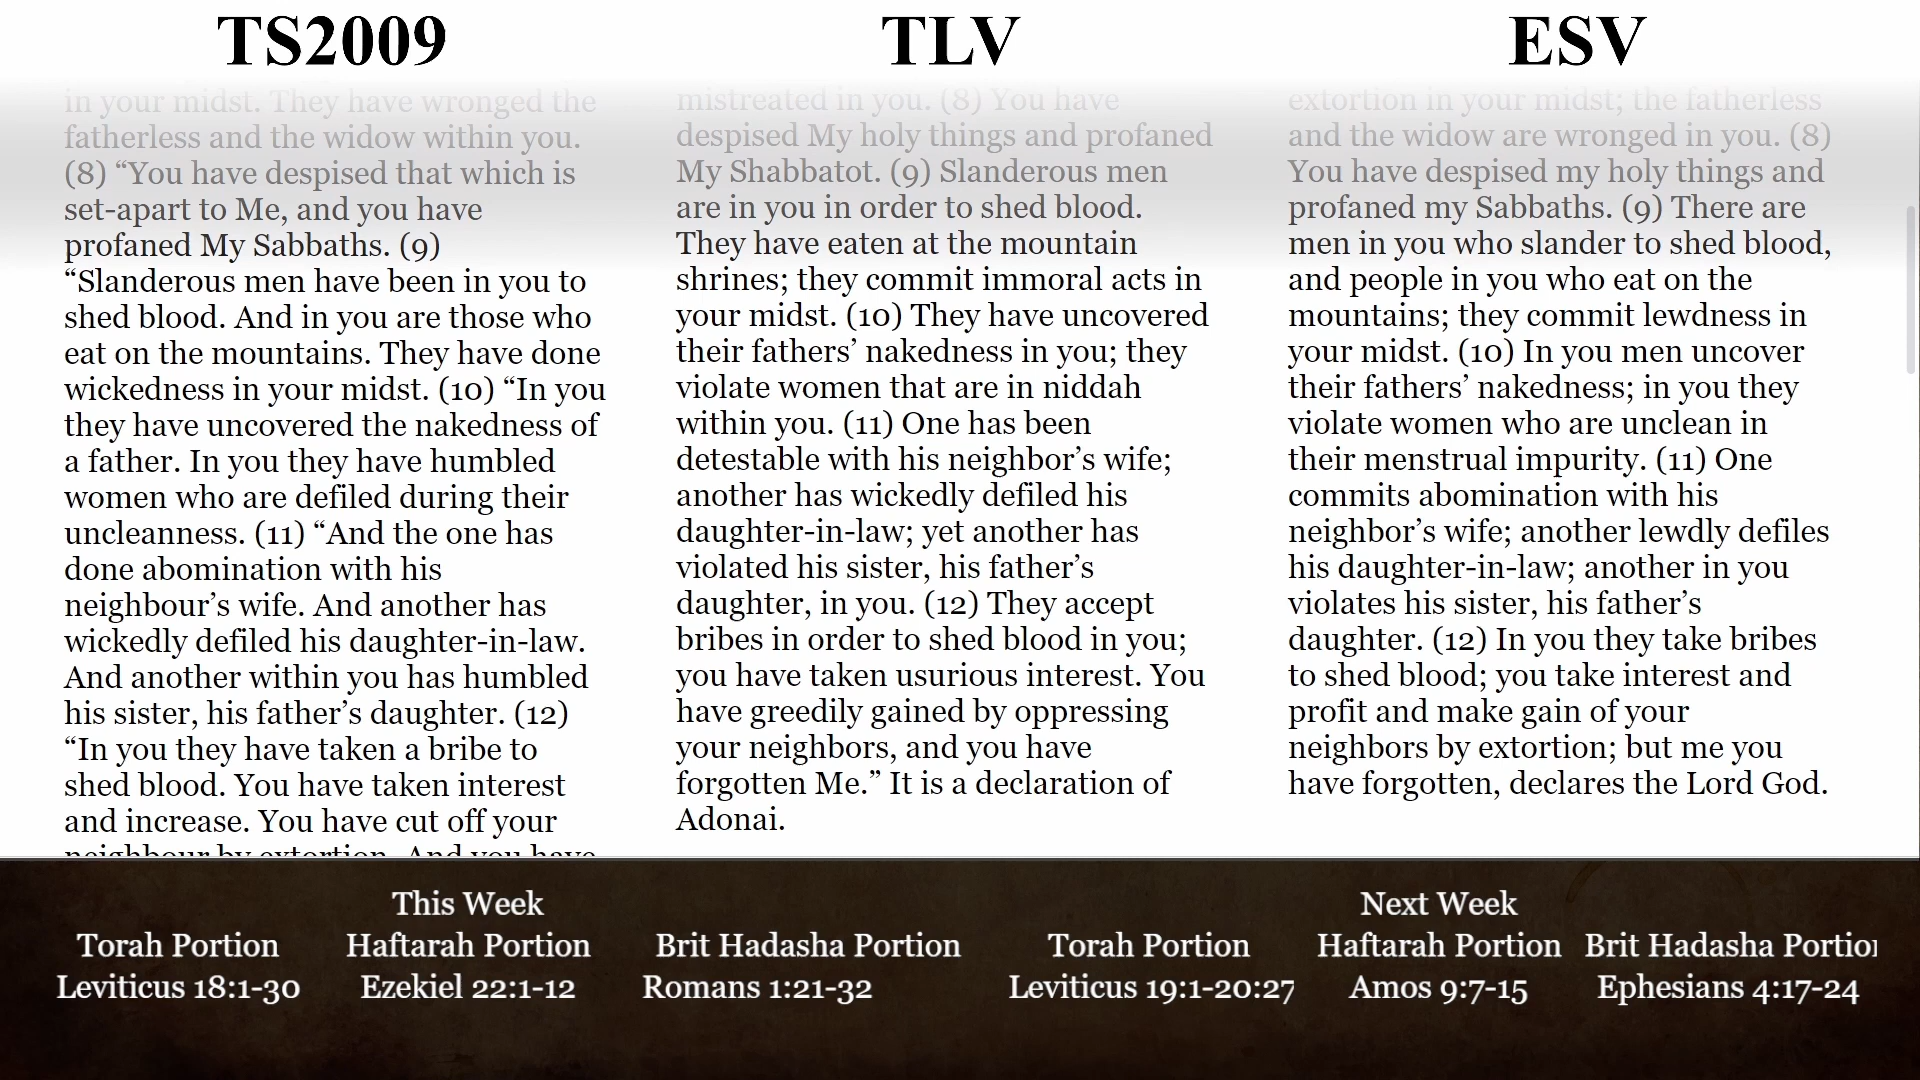 TS2009
in your midst. They have wronged the
fatherless and the widow within you.
(8) “You have despised that which is
set-apart to Me, and you have
profaned My Sabbaths. (9)
“Slanderous men have been in you to
shed blood. And in you are those who
eat on the mountains. They have done
wickedness in your midst. (10) “In you
they have uncovered the nakedness of
a father. In you they have humbled
women who are defiled during their
uncleanness. (11) “And the one has
done abomination with his
neighbour’s wife. And another has
wickedly defiled his daughter-in-law.
And another within you has humbled
his sister, his father’s daughter. (12)
“In you they have taken a bribe to
shed blood. You have taken interest
and increase. You have cut off your
neighbour by extortion. And you have
TLV
mistreated in you. (8) You have
despised My holy things and profaned
My Shabbatot. (9) Slanderous men
are in you in order to shed blood.
They have eaten at the mountain
shrines; they commit immoral acts in
your midst. (10) They have uncovered
their fathers’ nakedness in you; they
violate women that are in niddah
within you. (11) One has been
detestable with his neighbor’s wife;
another has wickedly defiled his
daughter-in-law; yet another has
violated his sister, his father’s
daughter, in you. (12) They accept
bribes in order to shed blood in you;
you have taken usurious interest. You
have greedily gained by oppressing
your neighbors, and you have
forgotten Me.” It is a declaration of
Adonai.
ESV
extortion in your midst; the fatherless
and the widow are wronged in you. (8)
You have despised my holy things and
profaned my Sabbaths. (9) There are
men in you who slander to shed blood,
and people in you who eat on the
mountains; they commit lewdness in
your midst. (10) In you men uncover
their fathers’ nakedness; in you they
violate women who are unclean in
their menstrual impurity. (11) One
commits abomination with his
neighbor’s wife; another lewdly defiles
his daughter-in-law; another in you
violates his sister, his father’s
daughter. (12) In you they take bribes
to shed blood; you take interest and
profit and make gain of your
neighbors by extortion; but me you
have forgotten, declares the Lord God.
This Week
Torah Portion Haftarah Portion Brit Hadasha Portion
Leviticus 18:1-30 Ezekiel 22:1-12 Romans 1:21-32
Next Week
Torah Portion Haftarah Portion Brit Hadasha Portion
Leviticus 19:1-20:27 Amos 9:7-15 Ephesians 4:17-24